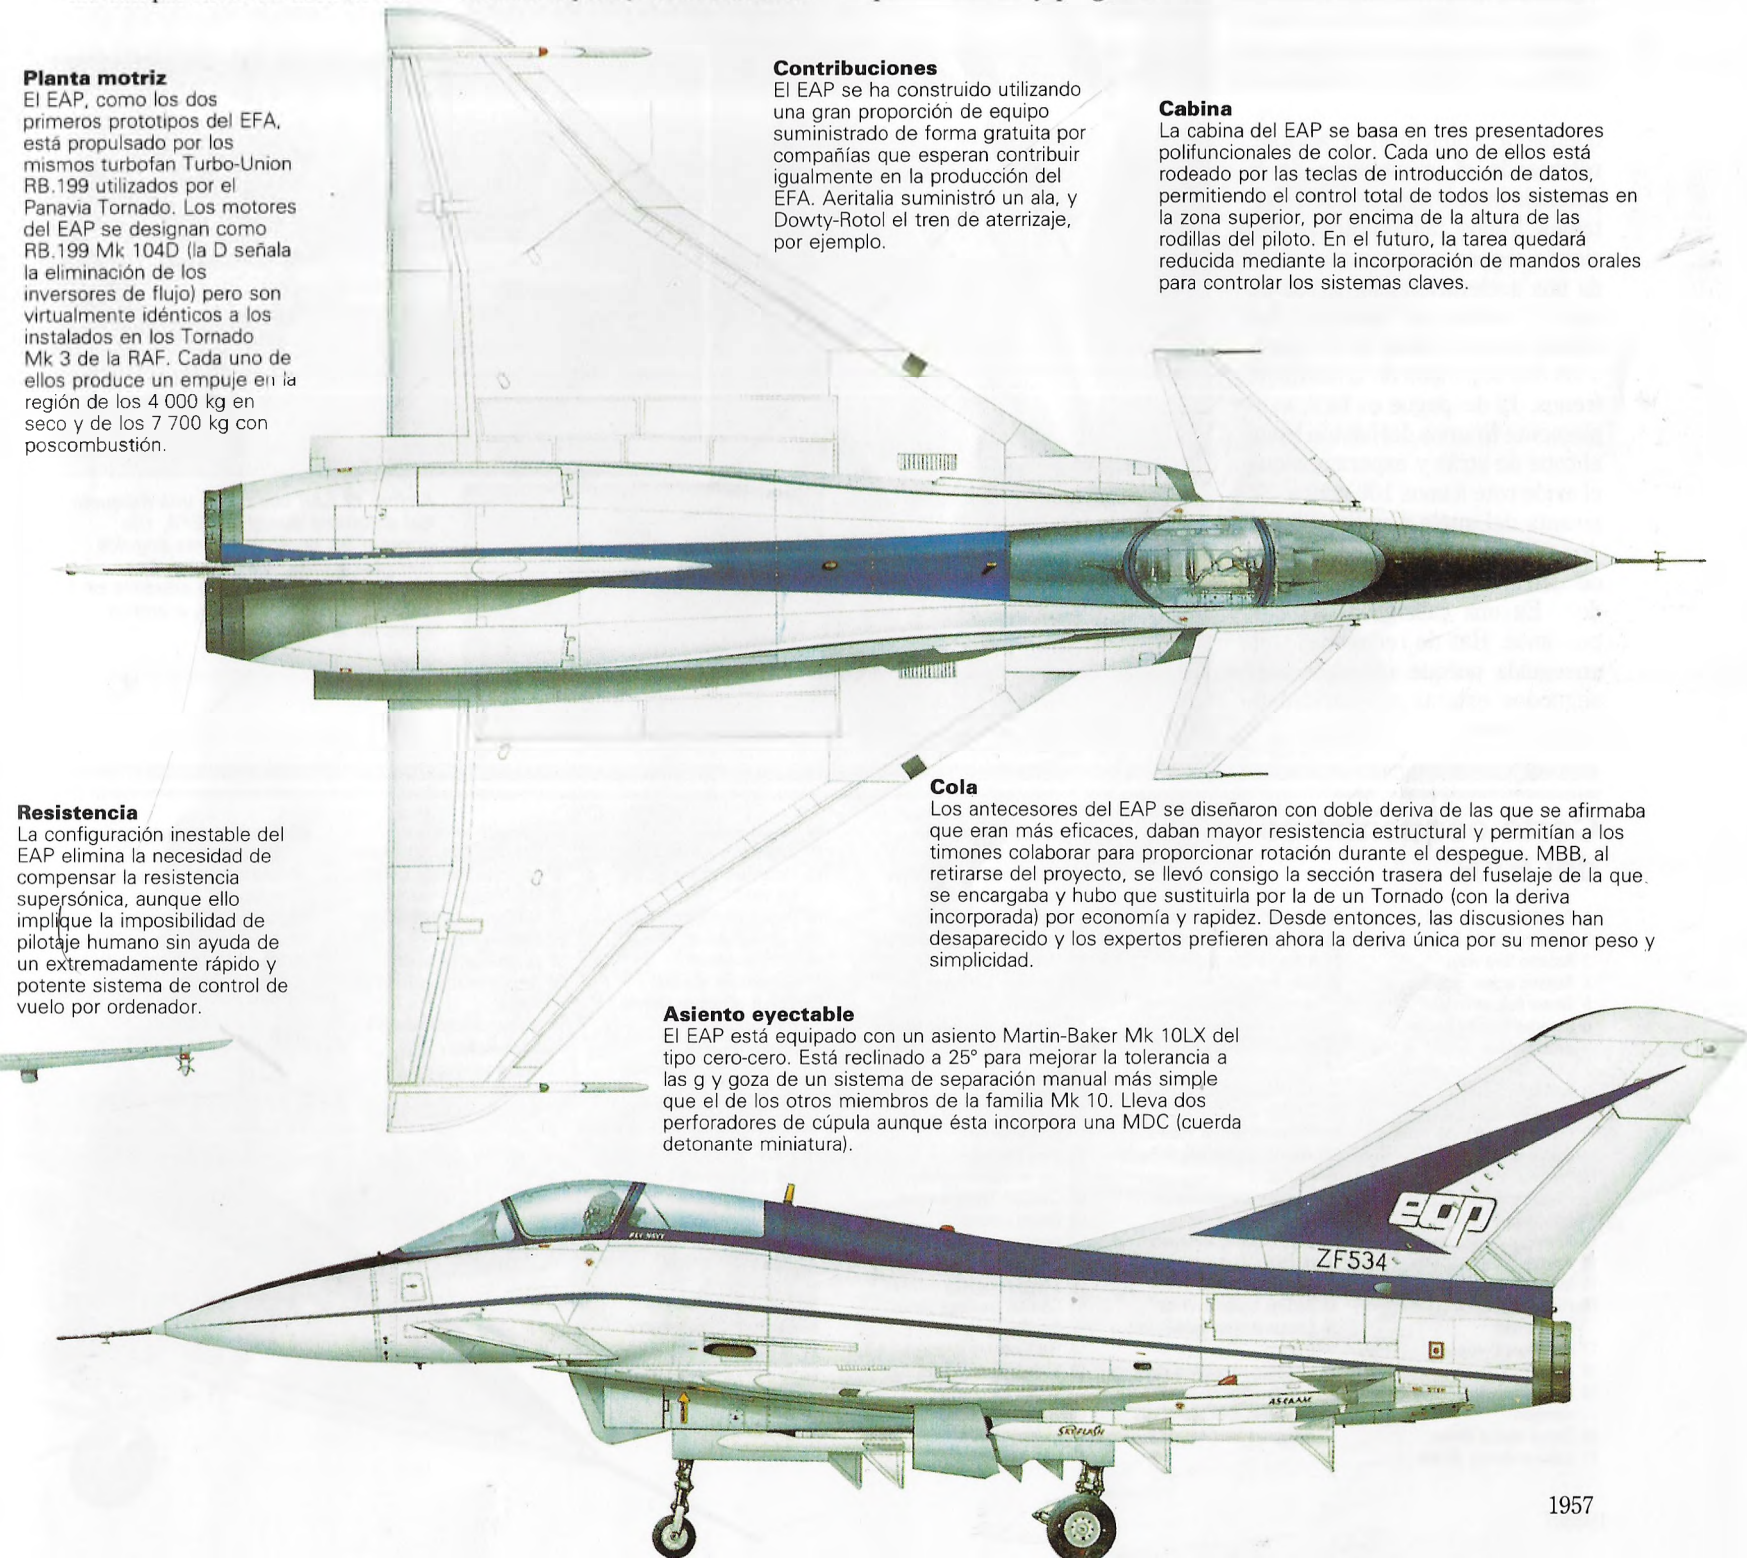 Planta motriz
El EAP, como los dos
primeros prototipos del EFA,
está propulsado por los
mismos turbofan Turbo-Union
RB.199 utilizados por el
Panavia Tornado. Los motores
del EAP se designan como
RB.199 Mk 104D (la D señala
la eliminación de los
inversores de flujo) pero son
virtualmente idénticos a los
instalados en los Tornado
Mk 3 de la RAF. Cada uno de
ellos produce un empuje en la
región de los 4 000 kg en
seco y de los 7 700 kg con
poscombustión.
Contribuciones
El EAP se ha construido utilizando
una gran proporción de equipo
suministrado de forma gratuita por
compañías que esperan contribuir
igualmente en la producción del
EFA. Aeritalia suministró un ala, y
Dowty-Rotol el tren de aterrizaje,
por ejemplo.
Cabina
La cabina del EAP se basa en tres presentadores
polifuncionales de color. Cada uno de ellos está
rodeado por las teclas de introducción de datos,
permitiendo el control total de todos los sistemas en
la zona superior, por encima de la altura de las
rodillas del piloto. En el futuro, la tarea quedará
reducida mediante la incorporación de mandos orales
para controlar los sistemas claves.
Resistencia
La configuración inestable del
EAP elimina la necesidad de
compensar la resistencia
supersónica, aunque ello
implique la imposibilidad de
pilotaje humano sin ayuda de
un extremadamente rápido y
potente sistema de control de
vuelo por ordenador.
Cola
Los antecesores del EAP se diseñaron con doble deriva de las que se afirmaba
que eran más eficaces, daban mayor resistencia estructural y permitían a los
timones colaborar para proporcionar rotación durante el despegue. MBB, al
retirarse del proyecto, se llevó consigo la sección trasera del fuselaje de la que
se encargaba y hubo que sustituirla por la de un Tornado (con la deriva
incorporada) por economía y rapidez. Desde entonces, las discusiones han
desaparecido y los expertos prefieren ahora la deriva única por su menor peso y
simplicidad.
Asiento eyectable
El EAP está equipado con un asiento Martin-Baker Mk 10LX del
tipo cero-cero. Está reclinado a 25° para mejorar la tolerancia a
las g y goza de un sistema de separación manual más simple
que el de los otros miembros de la familia Mk 10. Lleva dos
perforadores de cúpula aunque ésta incorpora una MDC (cuerda
detonante miniatura).
eap
ZF534
NO STEP
ASRAAM
SKYFLASH
1957